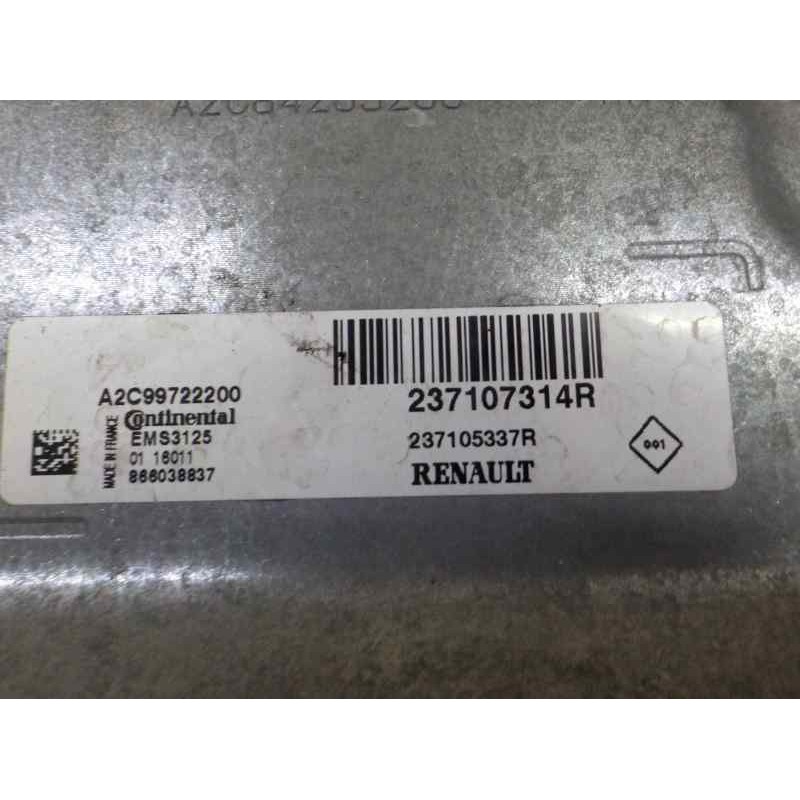 A2C99722200
Continental
EMS3125
01 16011
866038837
MADE IN FRANCE
237107314R
237105337R
RENAULT
001